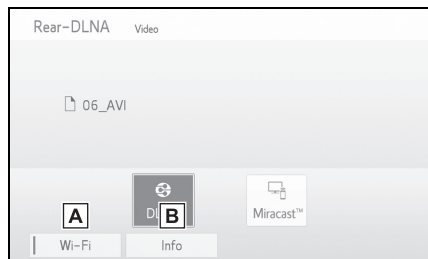 Rear-DLNA Video
06_AVI
A
B
Miracast™
Wi-Fi Info